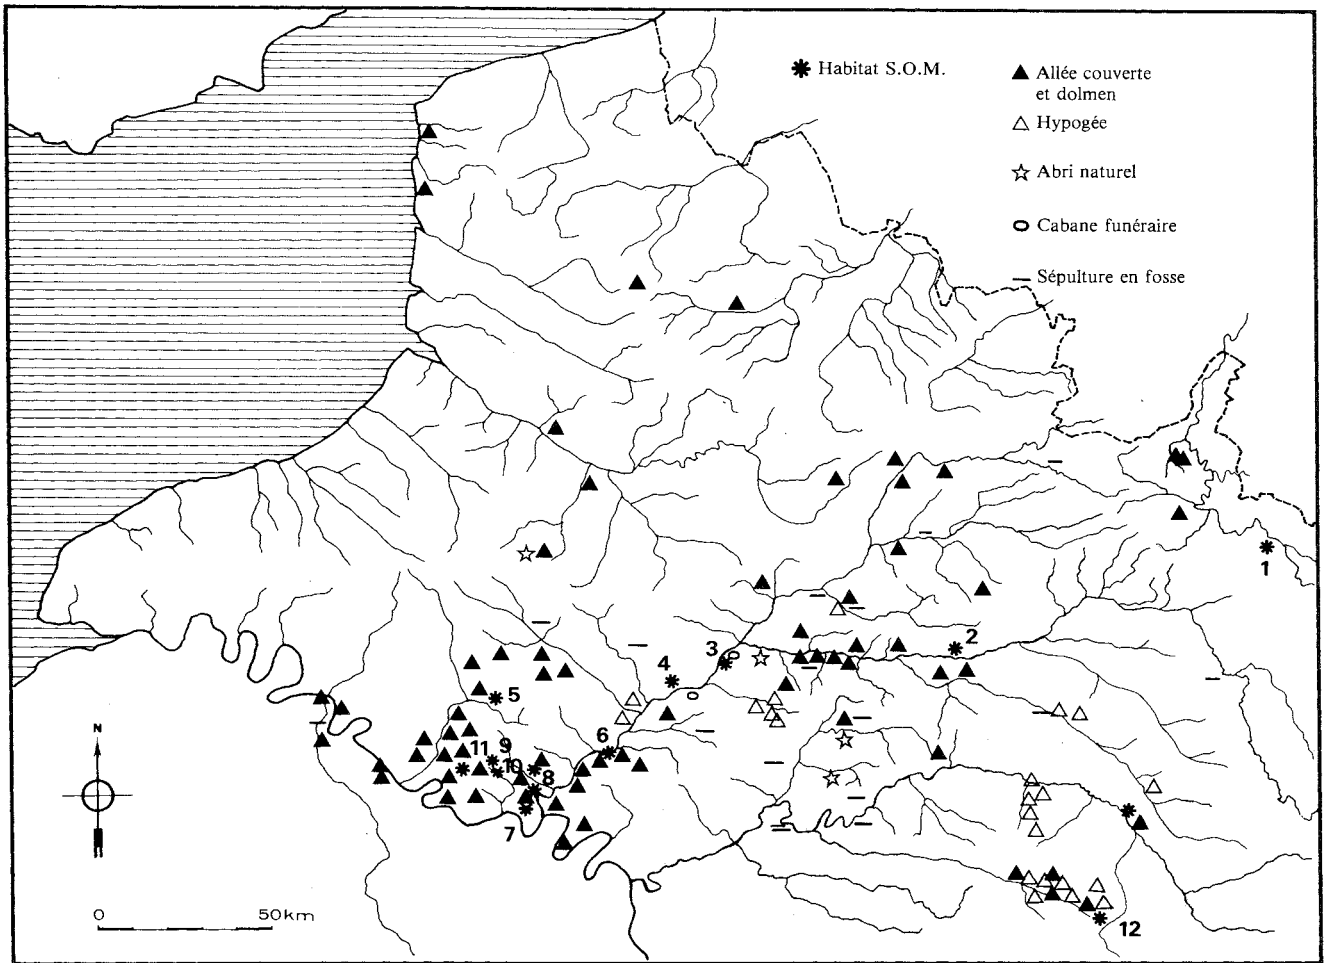 Habitat S.O.M.
Allée couverte
et dolmen
Hypogée
Abri naturel
Cabane funéraire
Sépulture en fosse
1
2
3
4
5
6
11
9
10
8
7
12
N
0 50km